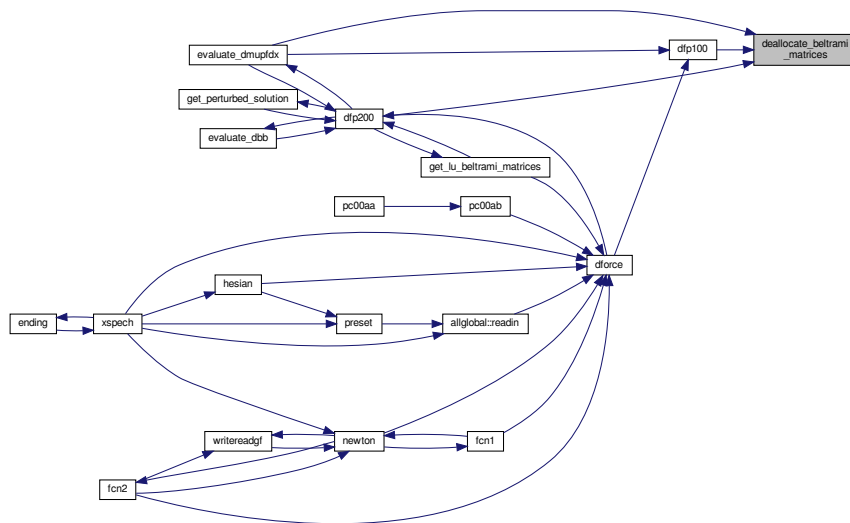 deallocate_beltrami
_matrices
dfp100
evaluate_dmupfdx
get_perturbed_solution
dfp200
evaluate_dbb
get_lu_beltrami_matrices
pc00aa
pc00ab
dforce
hesian
ending
xspech
preset
allglobal::readin
writereadgf
newton
fcn1
fcn2